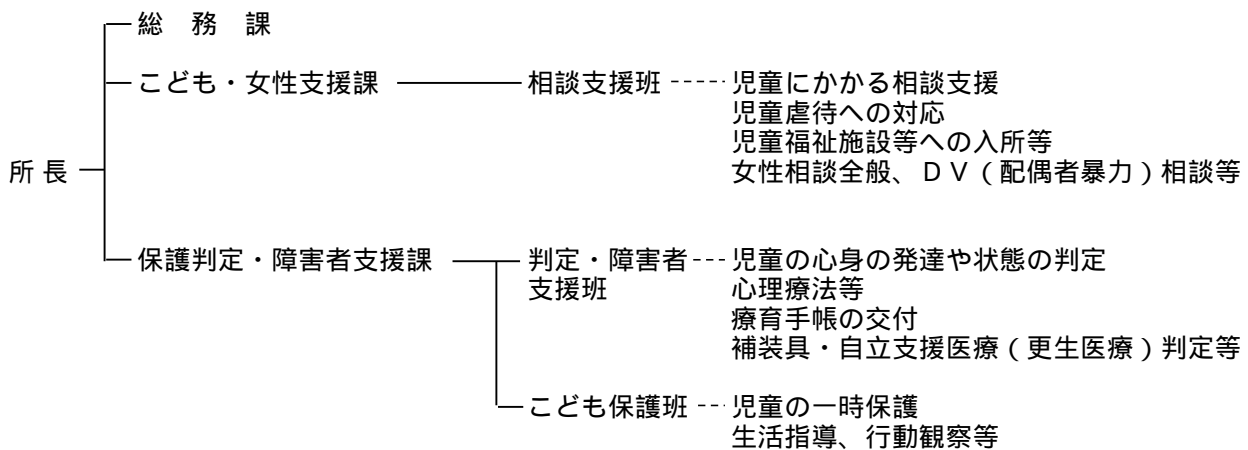 総　務　課
こども・女性支援課　相談支援班　児童にかかる相談支援
児童虐待への対応
児童福祉施設等への入所等
所 長　女性相談全般、ＤＶ（配偶者暴力）相談等
保護判定・障害者支援課　判定・障害者　児童の心身の発達や状態の判定
支援班　心理療法等
療育手帳の交付
補装具・自立支援医療（更生医療）判定等
こども保護班　児童の一時保護
生活指導、行動観察等